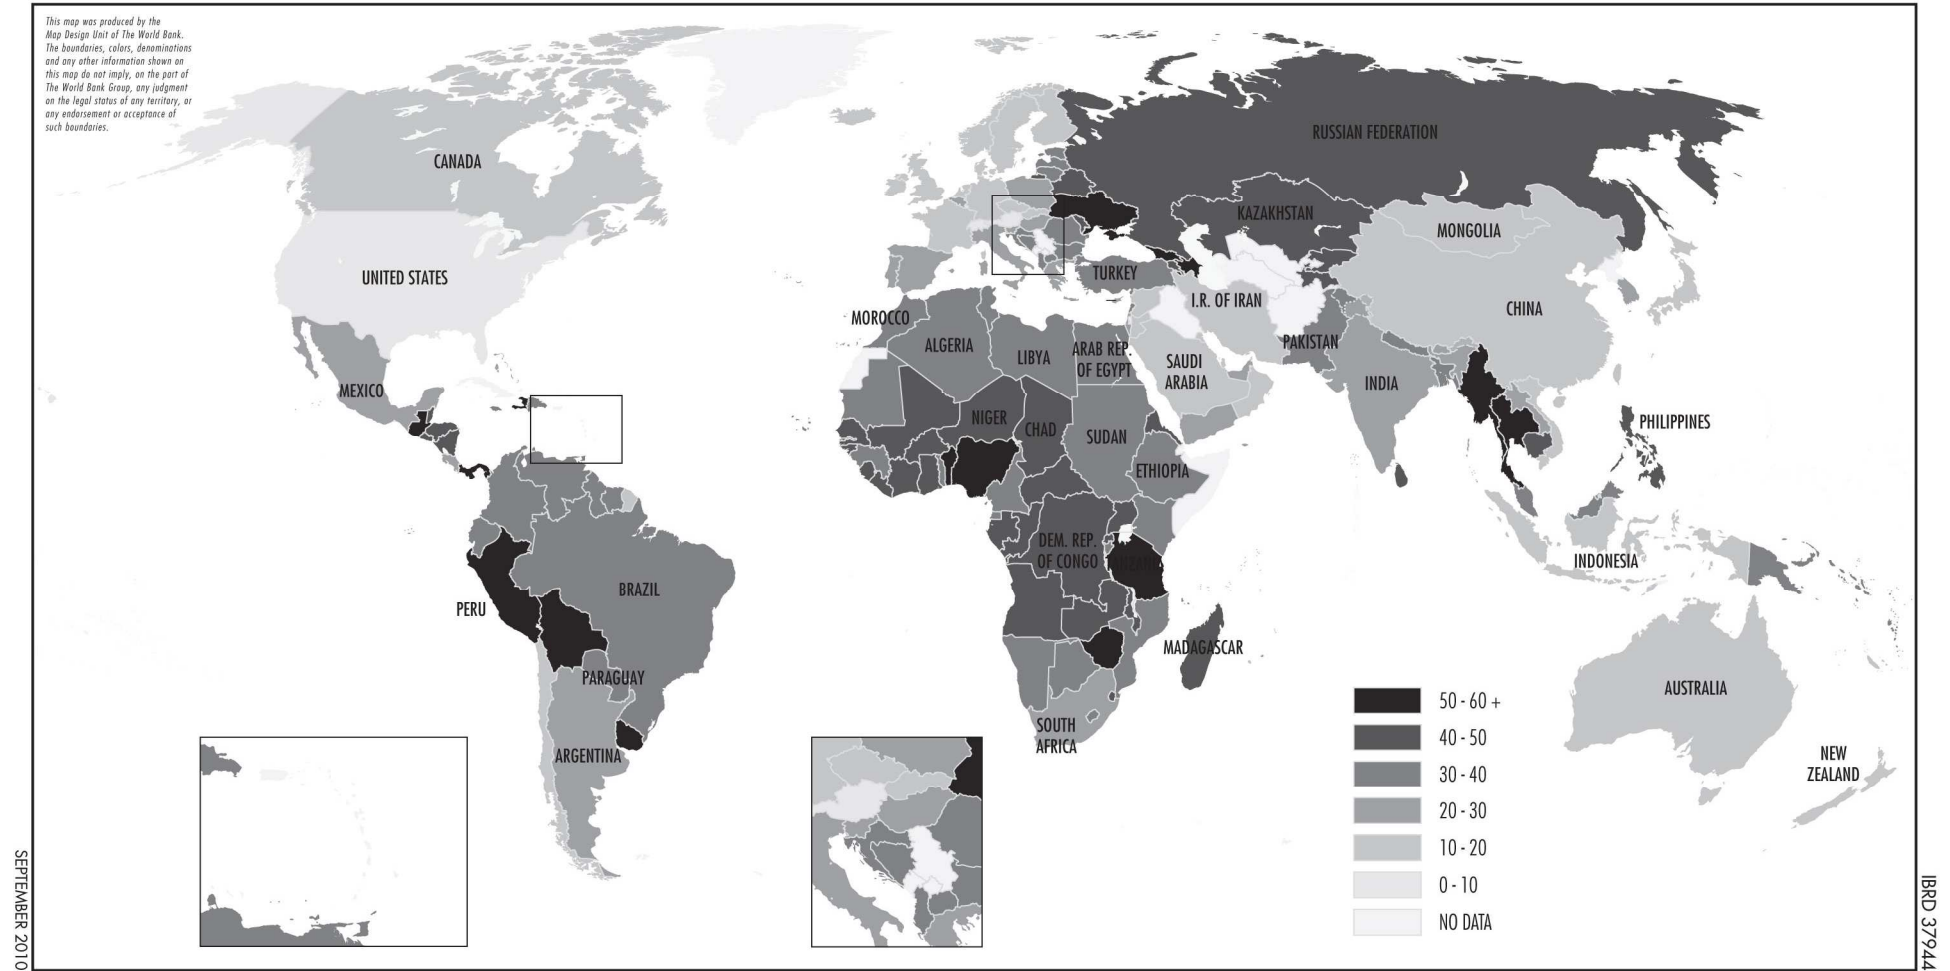 This map was produced by the
Map Design Unit of The World Bank.
The boundaries, colors, denominations
and any other information shown on
this map do not imply, on the part of
The World Bank Group, any judgment
on the legal status of any territory, or
any endorsement or acceptance of
such boundaries.
CANADA
UNITED STATES
MEXICO
PERU
BRAZIL
PARAGUAY
ARGENTINA
RUSSIAN FEDERATION
KAZAKHSTAN
MONGOLIA
TURKEY
I.R. OF IRAN
CHINA
MOROCCO
ALGERIA
LIBYA
ARAB REP.
OF EGYPT
SAUDI
ARABIA
PAKISTAN
INDIA
NIGER
CHAD
SUDAN
ETHIOPIA
PHILIPPINES
DEM. REP.
OF CONGO
TANZANIA
INDONESIA
MADAGASCAR
SOUTH
AFRICA
AUSTRALIA
NEW
ZEALAND
50 - 60 +
40 - 50
30 - 40
20 - 30
10 - 20
0 - 10
NO DATA
SEPTEMBER 2010
IBRD 37944